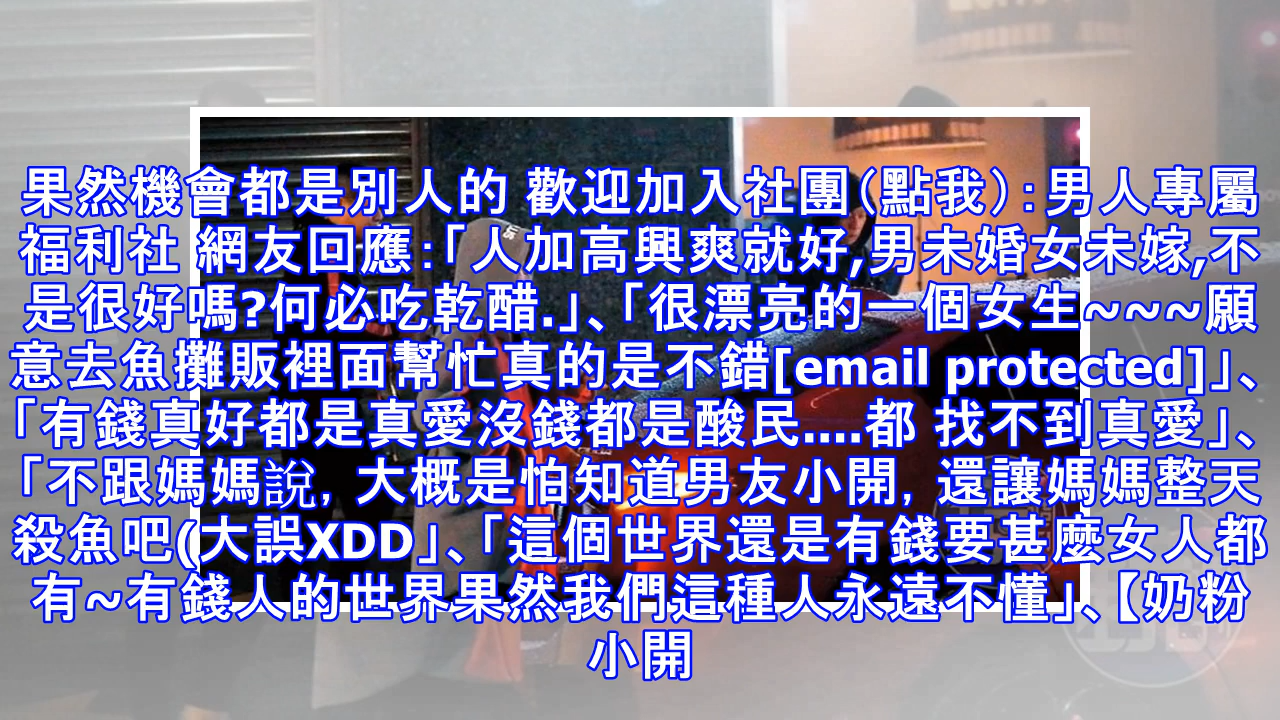 果然機會都是別人的 歡迎加入社團(點我):男人專屬
福利社 網友回應:「人加高興爽就好,男未婚女未嫁,不
是很好嗎?何必吃乾醋.」、「很漂亮的一個女生~~~願
意去魚攤販裡面幫忙真的是不錯[email protected]」、
「有錢真好都是真愛沒錢都是酸民....都 找不到真愛」、
「不跟媽媽說，大概是怕知道男友小開，還讓媽媽整天
殺魚吧(大誤XDD」、「這個世界還是有錢要甚麼女人都
有~有錢人的世界果然我們這種人永遠不懂」、【奶粉
小開